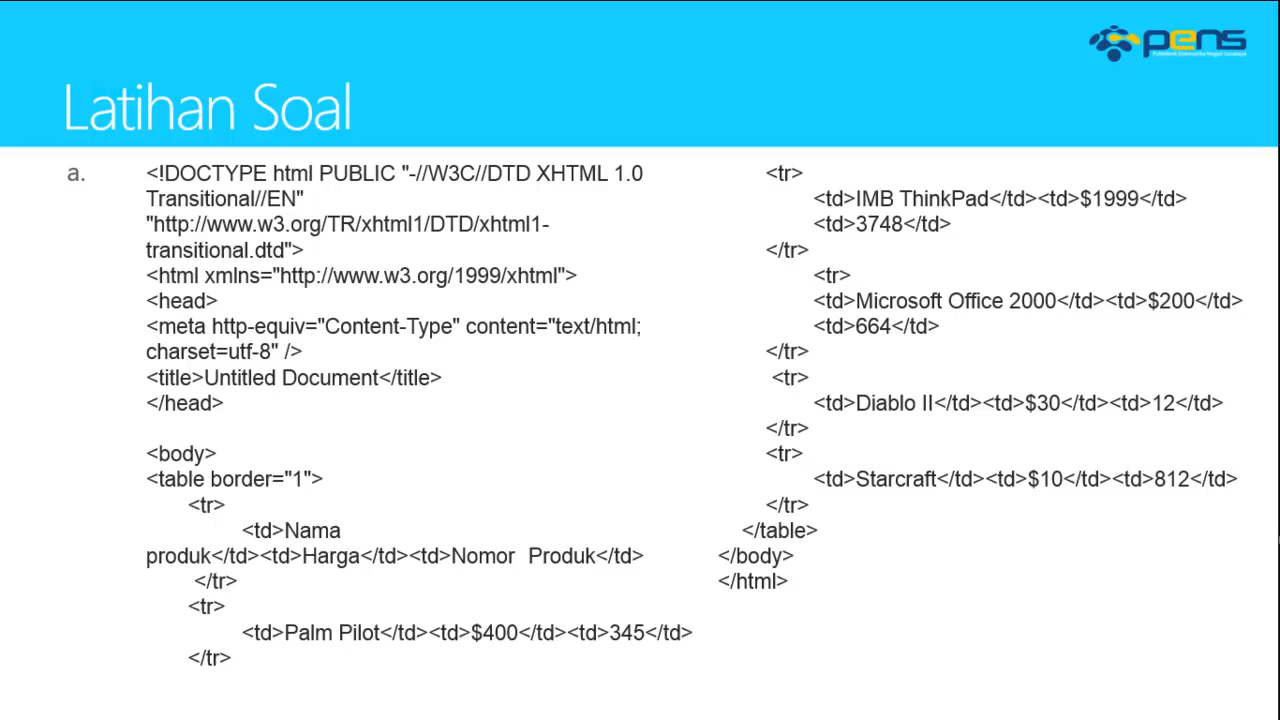 pens
Politeknik Elektronika Negeri Surabaya
Latihan Soal
a.
<!DOCTYPE html PUBLIC "-//W3C//DTD XHTML 1.0
Transitional//EN"
"http://www.w3.org/TR/xhtml1/DTD/xhtml1-
transitional.dtd">
<html xmlns="http://www.w3.org/1999/xhtml">
<head>
<meta http-equiv="Content-Type" content="text/html;
charset=utf-8" />
<title>Untitled Document</title>
</head>
<body>
<table border="1">
<tr>
<td>Nama
produk</td><td>Harga</td><td>Nomor Produk</td>
</tr>
<tr>
<td>Palm Pilot</td><td>$400</td><td>345</td>
</tr>
<tr>
<td>IMB ThinkPad</td><td>$1999</td>
<td>3748</td>
</tr>
<tr>
<td>Microsoft Office 2000</td><td>$200</td>
<td>664</td>
</tr>
<tr>
<td>Diablo II</td><td>$30</td><td>12</td>
</tr>
<tr>
<td>Starcraft</td><td>$10</td><td>812</td>
</tr>
</table>
</body>
</html>